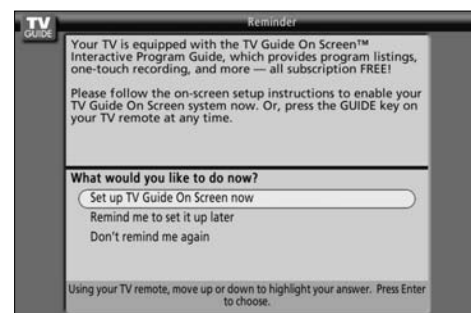 TV
GUIDE
Reminder
Your TV is equipped with the TV Guide On Screen™
Interactive Program Guide, which provides program listings,
one-touch recording, and more — all subscription FREE!
Please follow the on-screen setup instructions to enable your
TV Guide On Screen system now. Or, press the GUIDE key on
your TV remote at any time.
What would you like to do now?
Set up TV Guide On Screen now
Remind me to set it up later
Don't remind me again
Using your TV remote, move up or down to highlight your answer. Press Enter
to choose.